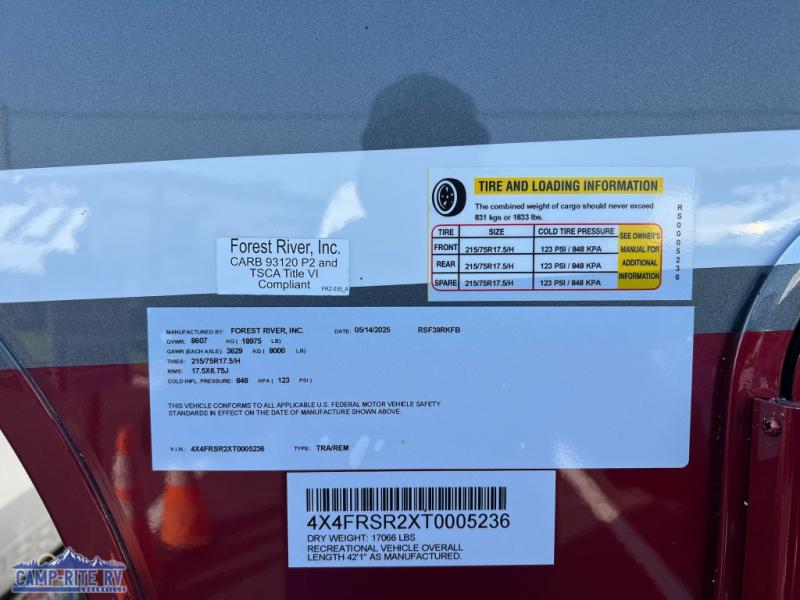 TIRE AND LOADING INFORMATION
The combined weight of cargo should never exceed
831 kgs or 1833 lbs.
TIRE SIZE COLD TIRE PRESSURE SEE OWNER'S MANUAL FOR ADDITIONAL INFORMATION
FRONT 215/75R17.5/H 123 PSI / 848 KPA
REAR 215/75R17.5/H 123 PSI / 848 KPA
SPARE 215/75R17.5/H 123 PSI / 848 KPA
RS0005236
Forest River, Inc.
CARB 93120 P2 and
TSCA Title VI
Compliant
FRZ-035_A
MANUFACTURED BY: FOREST RIVER, INC. DATE: 05/14/2025 RSF39RKFB
GVWR: 8607 KG ( 18975 LB)
GAWR (EACH AXLE): 3629 KG ( 8000 LB)
TIRES: 215/75R17.5/H
RIMS: 17.5X6.75J
COLD INFL. PRESSURE: 848 KPA ( 123 PSI)
THIS VEHICLE CONFORMS TO ALL APPLICABLE U.S. FEDERAL MOTOR VEHICLE SAFETY
STANDARDS IN EFFECT ON THE DATE OF MANUFACTURE SHOWN ABOVE.
V.I.N.: 4X4FRSR2XT0005236 TYPE: TRA/REM
4X4FRSR2XT0005236
DRY WEIGHT: 17066 LBS
RECREATIONAL VEHICLE OVERALL
LENGTH 42'1" AS MANUFACTURED.
CAMP-RITE RV
LOUISVILLE